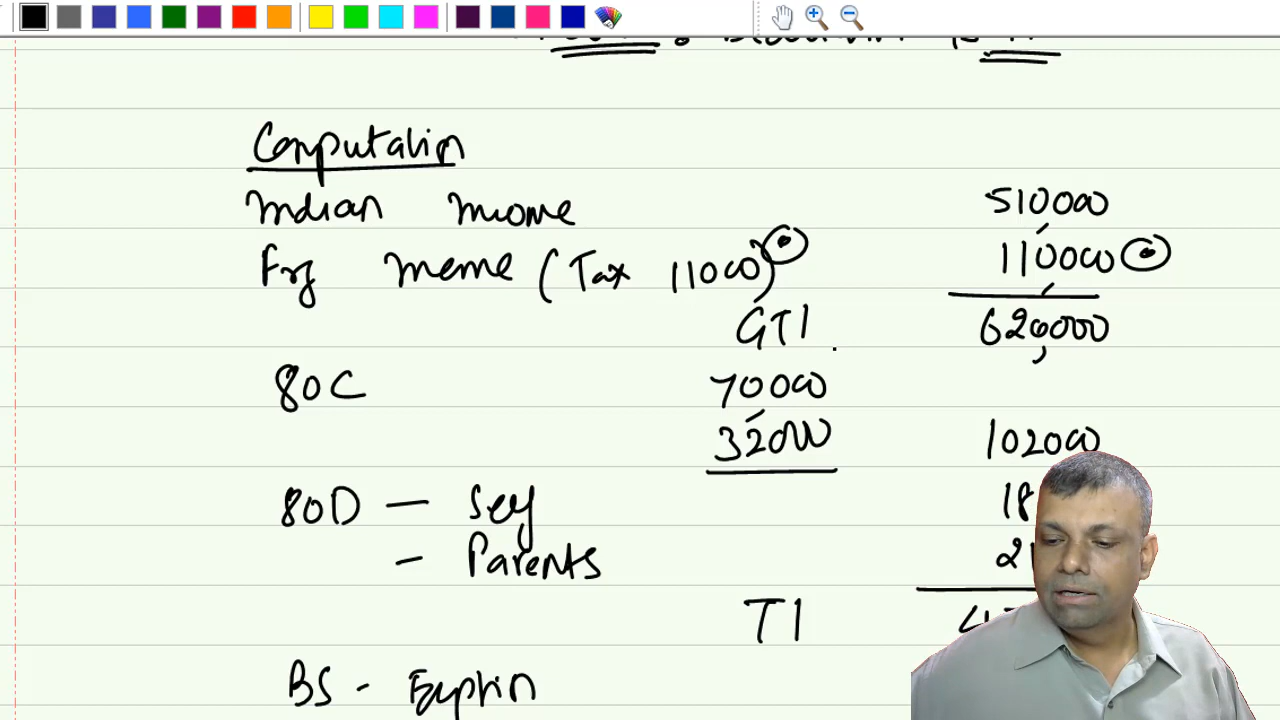 Computation
Indian Income 510000
Frg Income (Tax 11000) 110000
GTI 620000
80C 70000
32000 102000
80D - Self
- Parents
TI
BS -